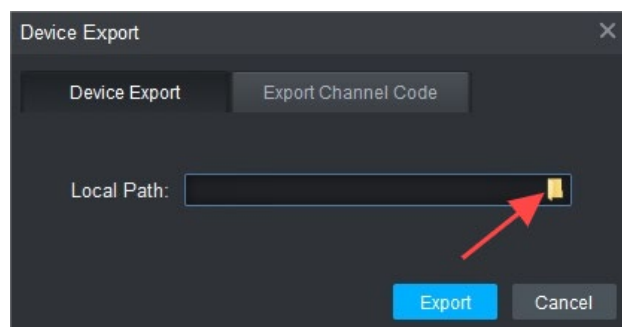 Device Export
Device Export
Export Channel Code
Local Path:
Export
Cancel